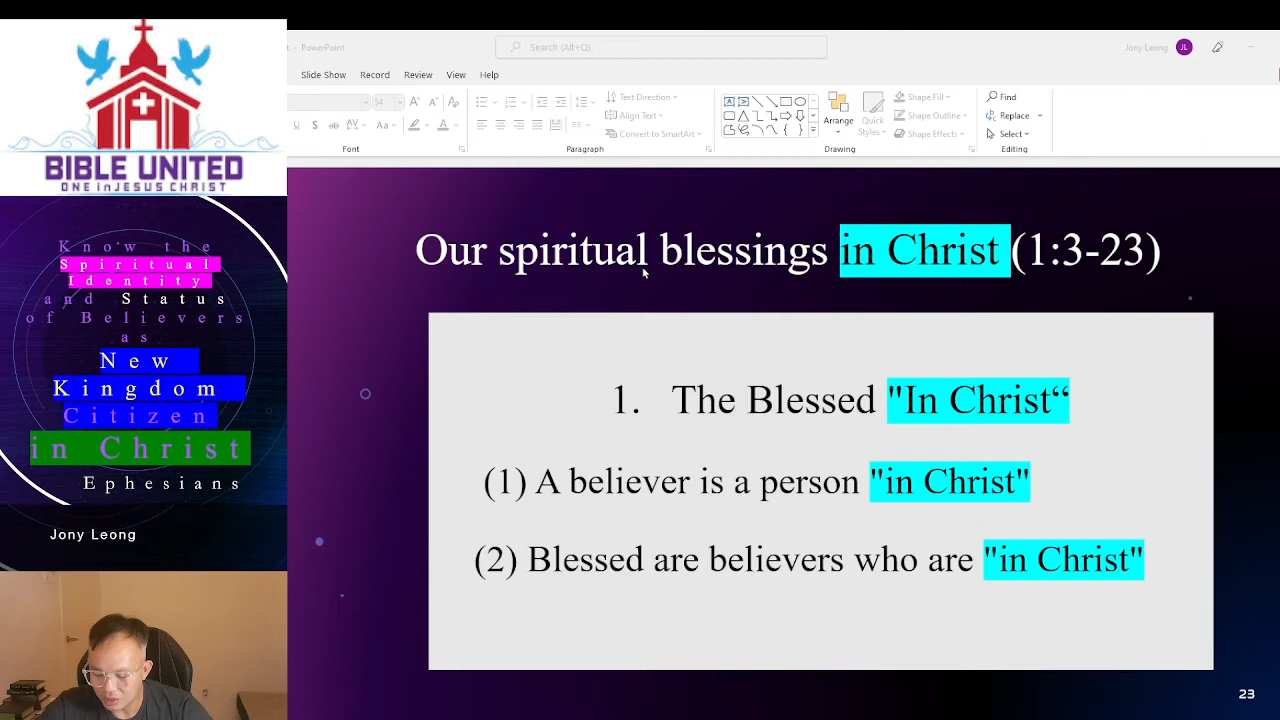 BIBLE UNITED
ONE in JESUS CHRIST
Know the
Spiritual
Identity
and Status
of Believers
as
New
Kingdom
Citizen
in Christ
Ephesians
Jony Leong
- PowerPoint
Search (Alt+Q)
Jony Leong
JL
Slide Show
Record
Review
View
Help
54
Text Direction
Align Text
Convert to SmartArt
Arrange
Quick
Styles
Shape Fill
Shape Outline
Shape Effects
Find
Replace
Select
Font
Paragraph
Drawing
Editing
Our spiritual blessings in Christ (1:3-23)
1. The Blessed "In Christ“
(1) A believer is a person "in Christ"
(2) Blessed are believers who are "in Christ"
23